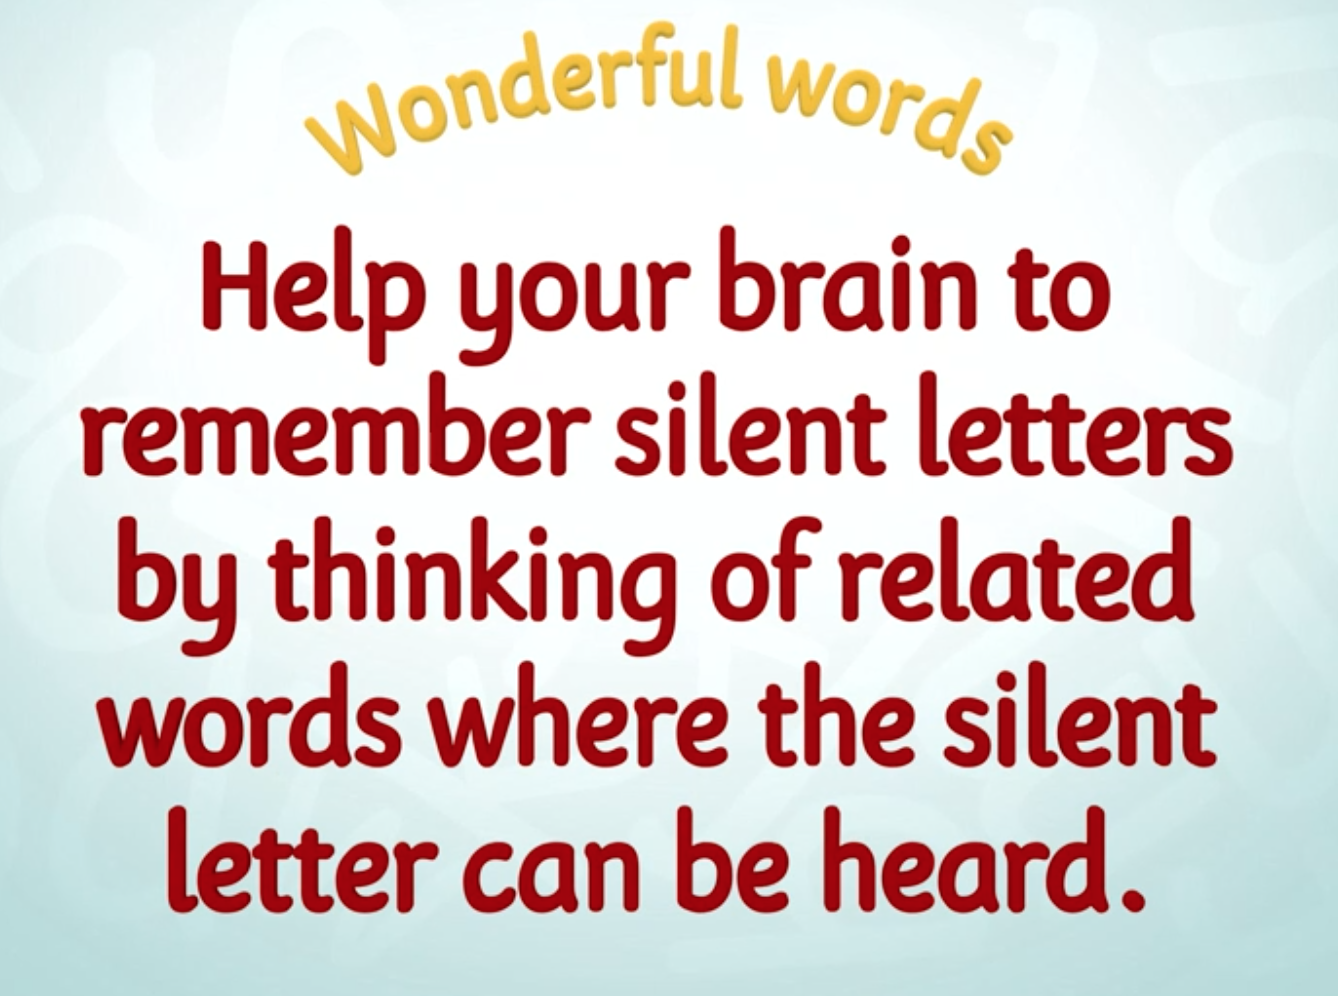 Wonderful words
Help your brain to
remember silent letters
by thinking of related
words where the silent
letter can be heard.